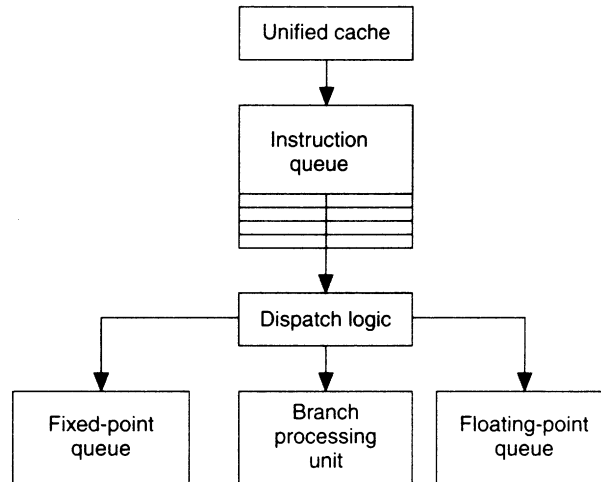 Unified cache
Instruction
queue
Dispatch logic
Fixed-point
queue
Branch
processing
unit
Floating-point
queue